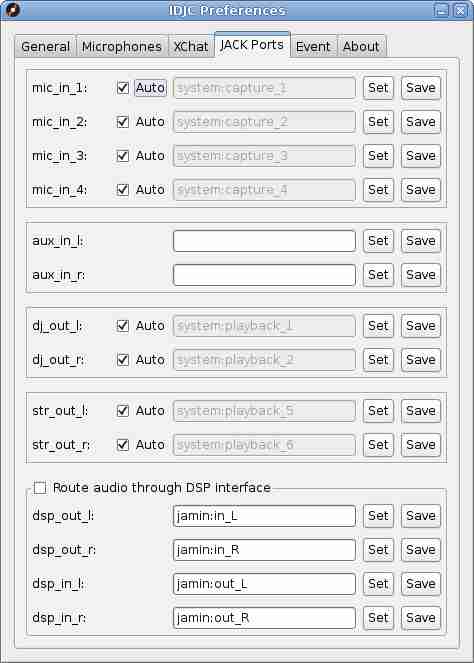 IDJC Preferences
General Microphones XChat JACK Ports Event About
mic_in_1: Auto system:capture_1 Set Save
mic_in_2: Auto system:capture_2 Set Save
mic_in_3: Auto system:capture_3 Set Save
mic_in_4: Auto system:capture_4 Set Save
aux_in_l: Set Save
aux_in_r: Set Save
dj_out_l: Auto system:playback_1 Set Save
dj_out_r: Auto system:playback_2 Set Save
str_out_l: Auto system:playback_5 Set Save
str_out_r: Auto system:playback_6 Set Save
Route audio through DSP interface
dsp_out_l: jamin:in_L Set Save
dsp_out_r: jamin:in_R Set Save
dsp_in_l: jamin:out_L Set Save
dsp_in_r: jamin:out_R Set Save